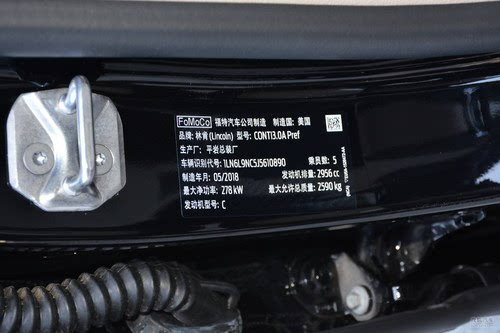 FoMoCo 福特汽车公司制造 制造国: 美国
品牌: 林肯(Lincoln) 型号: CONTI3.0A Pref
生产厂: 平岩总装厂
车辆识别代号: 1LN6L9NC5J5610890 乘员数: 5
制造年月: 05/2018 发动机排量: 2956 cc
最大净功率: 278 kW 最大允许总质量: 2590 kg
发动机型号: C